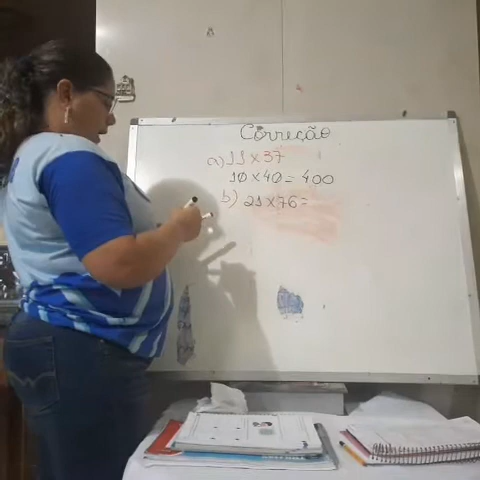 Correção
a) 11 x 37
10 x 40 = 400
b) 21 x 76 =